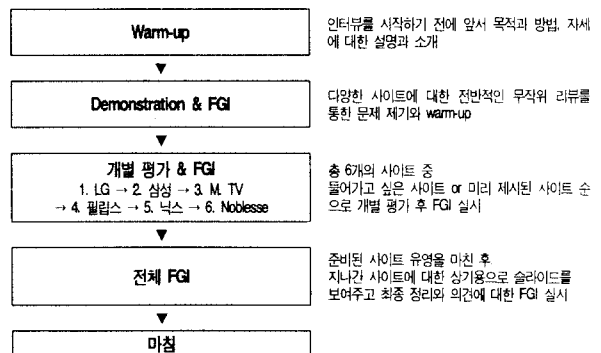 Warm-up
인터뷰를 시작하기 전에 앞서 목적과 방법, 자세
에 대한 설명과 소개
▼
Demonstration & FGI
다양한 사이트에 대한 전반적인 무작위 리뷰를
통한 문제 제기와 warm-up
▼
개별 평가 & FGI
1. LG → 2. 삼성 → 3. M. TV
→ 4. 필립스 → 5. 닉스 → 6. Noblesse
총 6개의 사이트 중
들어가고 싶은 사이트 or 미리 제시된 사이트 순
으로 개별 평가 후 FGI 실시
▼
전체 FGI
준비된 사이트 유영을 마친 후
지나간 사이트에 대한 상기용으로 슬라이드를
보여주고 최종 정리와 의견에 대한 FGI 실시
▼
마침